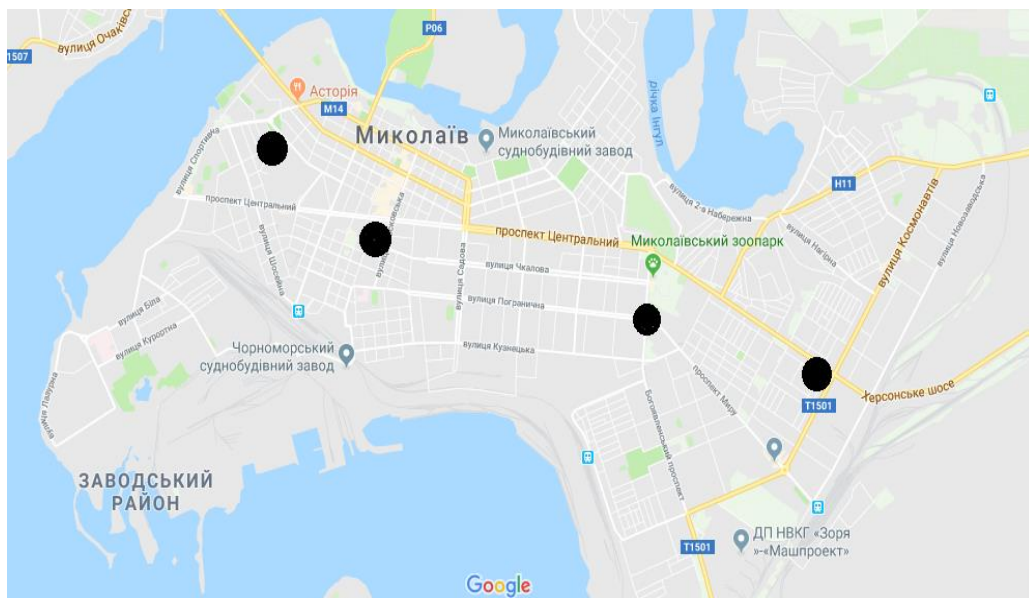 P06
вулиця Очаківс
1507
Асторія
M14
Миколаїв
Миколаївський
суднобудівний завод
річка Інгул
H11
вулиця Спортивна
вулиця 2-а Набережна
вулиця Космонавтів
вулиця Новозаводська
проспект Центральний
вулиця
ковська
проспект Центральний
Миколаївський зоопарк
вулиця Нагірна
вулиця Шосейна
вулиця Садова
вулиця Чкалова
вулиця Погранична
вулиця Біла
вулиця Курортна
Чорноморський
суднобудівний завод
вулиця Кузнецька
проспект Миру
Херсонське шосе
T1501
вулиця Лазурна
Богоявленський проспект
ЗАВОДСЬКИЙ
РАЙОН
T1501
ДП НВКГ «Зоря
»-«Машпроект»
Google